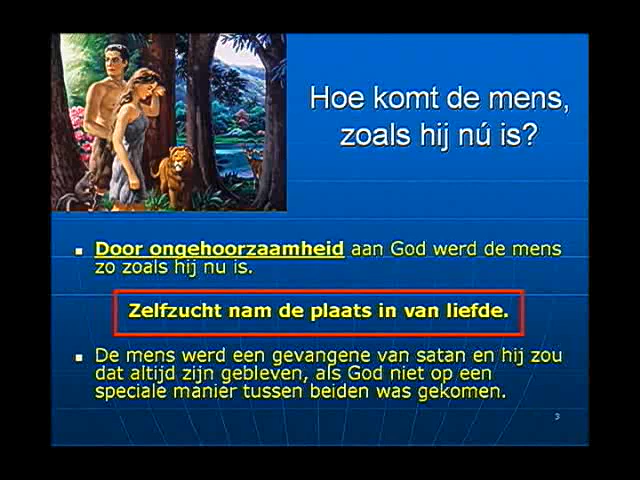 Hoe komt de mens,
zoals hij nú is?
Door ongehoorzaamheid aan God werd de mens
zo zoals hij nu is.
Zelfzucht nam de plaats in van liefde.
De mens werd een gevangene van satan en hij zou
dat altijd zijn gebleven, als God niet op een
speciale manier tussen beiden was gekomen.
3